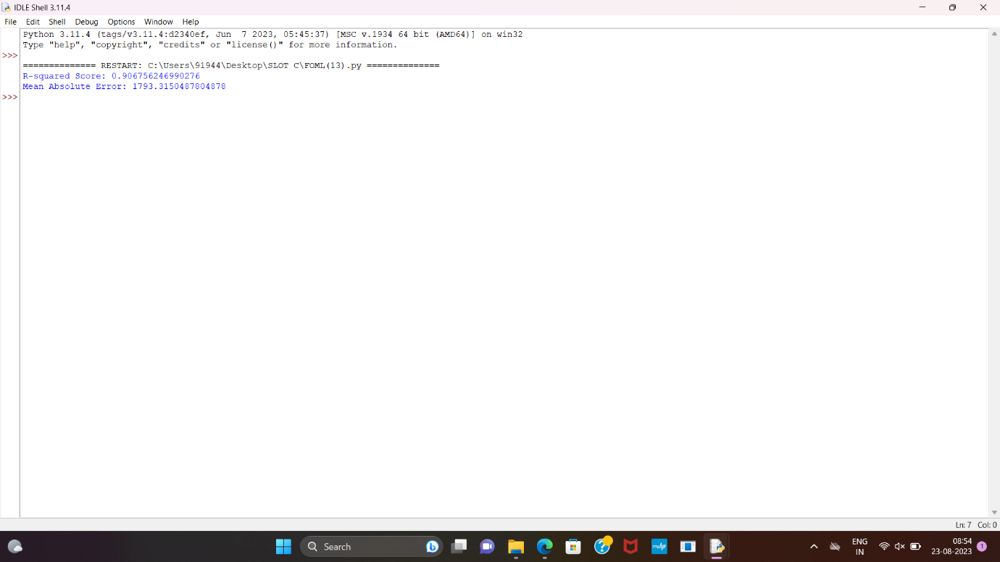 IDLE Shell 3.11.4
File Edit Shell Debug Options Window Help
Python 3.11.4 (tags/v3.11.4:d2340ef, Jun  7 2023, 05:45:37) [MSC v.1934 64 bit (AMD64)] on win32
Type "help", "copyright", "credits" or "license()" for more information.
>>>
============== RESTART: C:\Users\91944\Desktop\SLOT C\FOML(13).py ==============
R-squared Score: 0.906756246990276
Mean Absolute Error: 1793.3150487804878
>>>
Ln: 7 Col: 0
Search
ENG
IN
08:54
23-08-2023
1